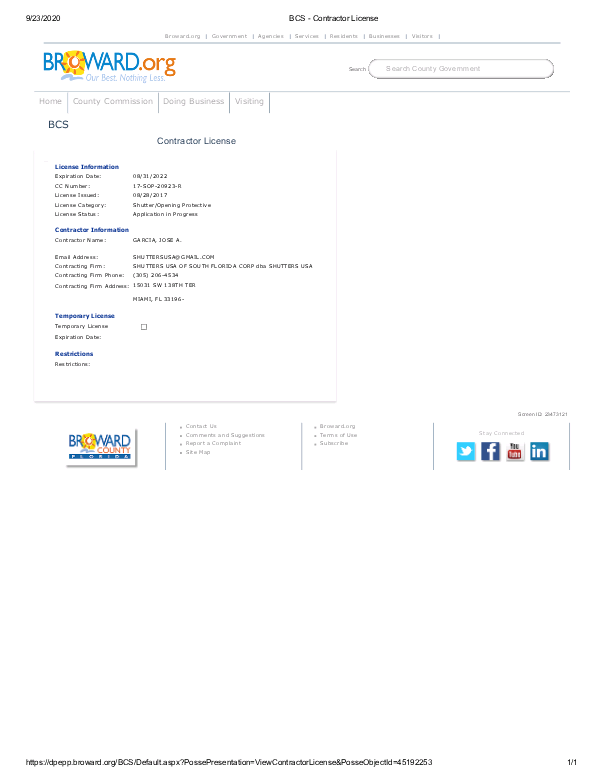 9/23/2020 BCS - Contractor License
Broward.org | Government | Agencies | Services | Residents | Businesses | Visitors |
BROWARD.org
Our Best. Nothing Less.
Search Search County Government
Home County Commission Doing Business Visiting
BCS
Contractor License
License Information
Expiration Date: 08/31/2022
CC Number: 17-SOP-20923-R
License Issued: 08/28/2017
License Category: Shutter/Opening Protective
License Status: Application in Progress
Contractor Information
Contractor Name: GARCIA, JOSE A.
Email Address: SHUTTERSUSA@GMAIL.COM
Contracting Firm: SHUTTERS USA OF SOUTH FLORIDA CORP dba SHUTTERS USA
Contracting Firm Phone: (305) 206-4534
Contracting Firm Address: 15031 SW 138TH TER
MIAMI, FL 33196-
Temporary License
Temporary License
Expiration Date:
Restrictions
Restrictions:
Screen ID: 23473121
BROWARD
COUNTY
FLORIDA
Contact Us
Comments and Suggestions
Report a Complaint
Site Map
Broward.org
Terms of Use
Subscribe
Stay Connected
You
Tube
in
https://dpepp.broward.org/BCS/Default.aspx?PossePresentation=ViewContractorLicense&PosseObjectId=45192253 1/1